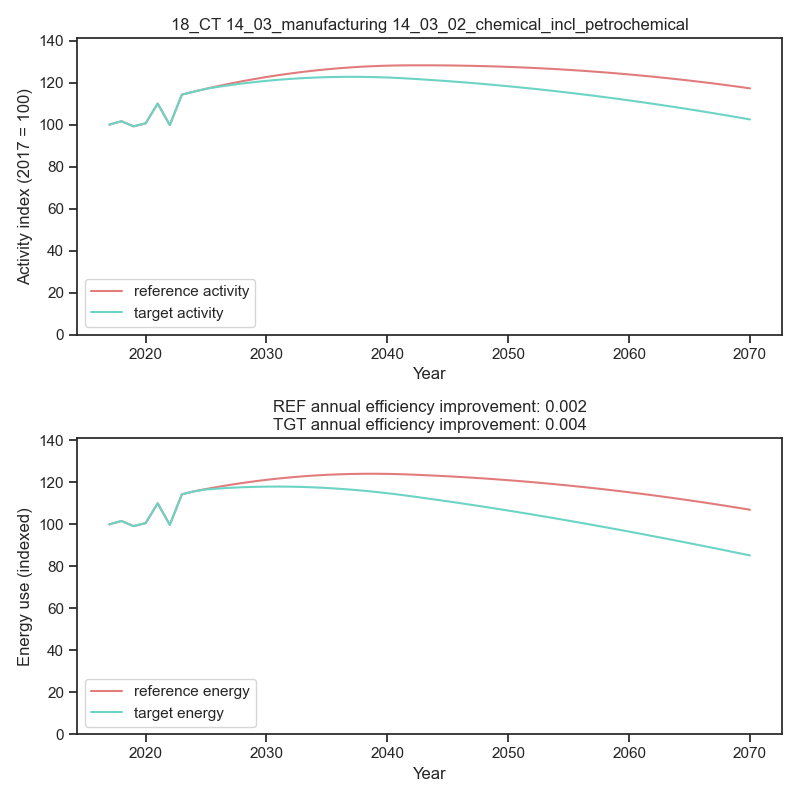 18_CT 14_03_manufacturing 14_03_02_chemical_incl_petrochemical
140
120
100
80
60
40
20
0
Activity index (2017 = 100)
reference activity
target activity
2020 2030 2040 2050 2060 2070
Year
REF annual efficiency improvement: 0.002
TGT annual efficiency improvement: 0.004
140
120
100
80
60
40
20
0
Energy use (indexed)
reference energy
target energy
2020 2030 2040 2050 2060 2070
Year